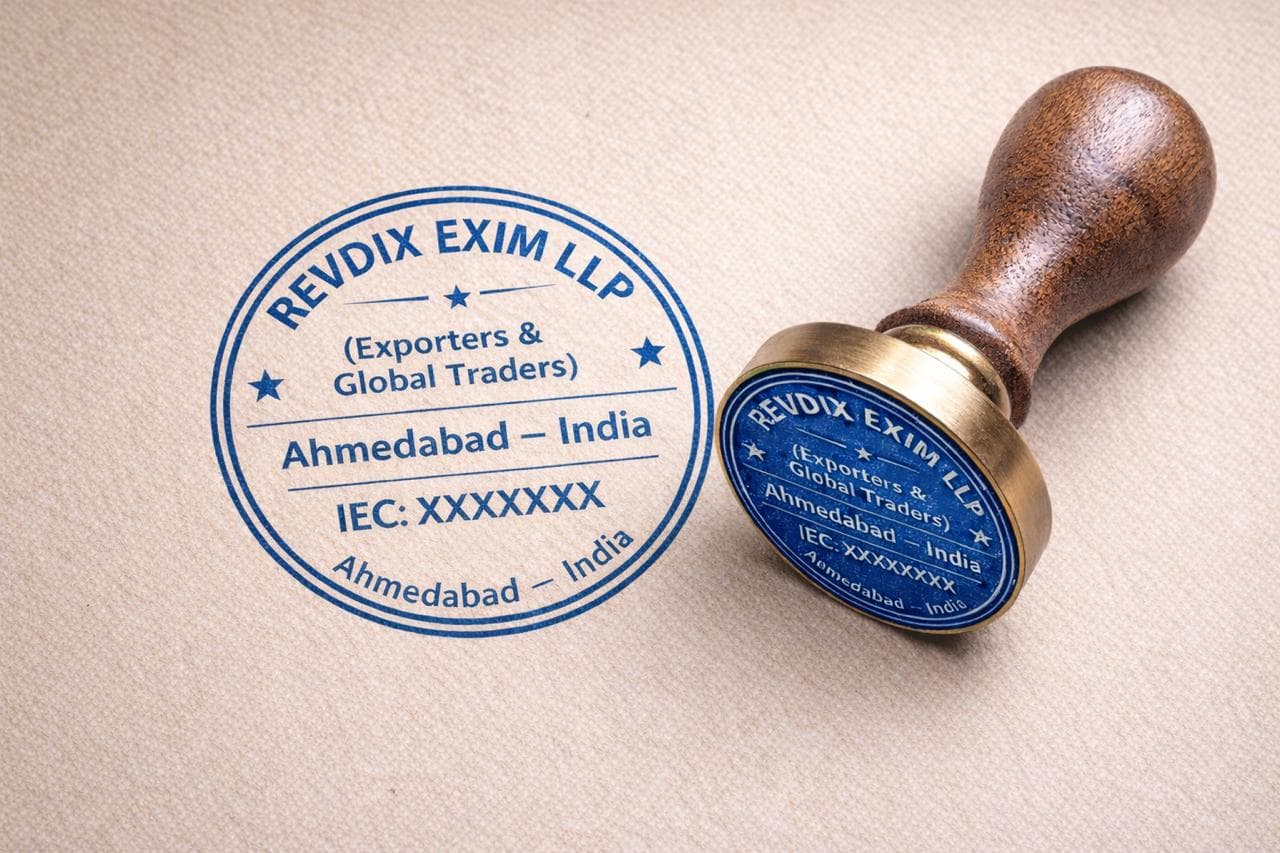 REVDIX EXIM LLP
(Exporters &
Global Traders)
Ahmedabad – India
IEC: XXXXXXX
Ahmedabad – India
REVDIX EXIM LLP
(Exporters &
Global Traders)
Ahmedabad – India
IEC: XXXXXXXX
Ahmedabad – India